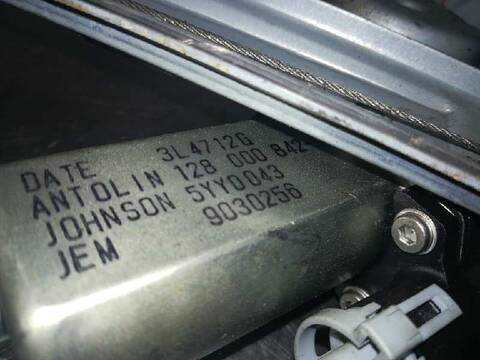 DATE 3L4712G
ANTOLIN 128 000 842
JOHNSON 5YY0043
JEM 9030256